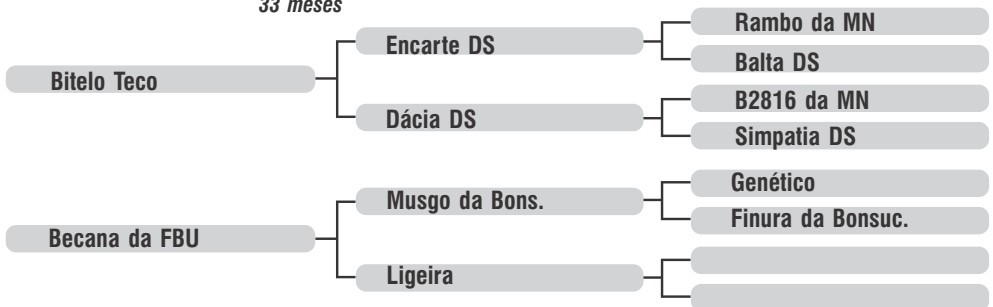 33 meses
Rambo da MN
Encarte DS
Balta DS
Bitelo Teco
B2816 da MN
Dácia DS
Simpatia DS
Genético
Musgo da Bons.
Finura da Bonsuc.
Becana da FBU
Ligeira